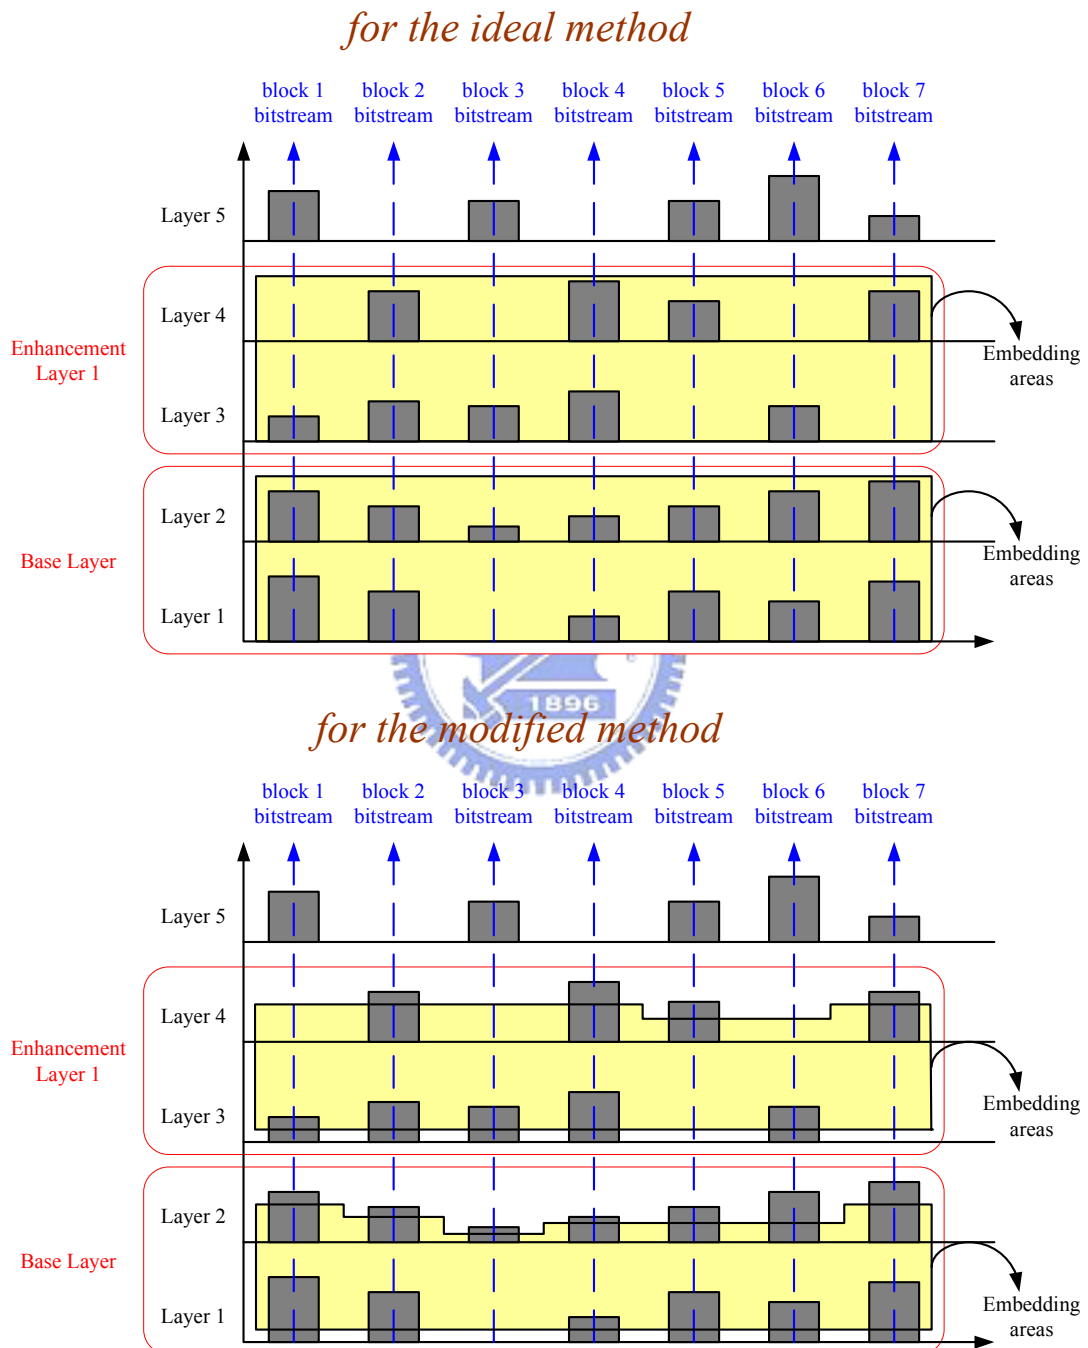 for the ideal method
block 1 block 2 block 3 block 4 block 5 block 6 block 7
bitstream bitstream bitstream bitstream bitstream bitstream bitstream
Layer 5
Layer 4
Enhancement
Layer 1
Embedding
areas
Layer 3
Layer 2
Base Layer
Embedding
areas
Layer 1
1896
for the modified method
block 1 block 2 block 3 block 4 block 5 block 6 block 7
bitstream bitstream bitstream bitstream bitstream bitstream bitstream
Layer 5
Layer 4
Enhancement
Layer 1
Embedding
areas
Layer 3
Layer 2
Base Layer
Embedding
areas
Layer 1